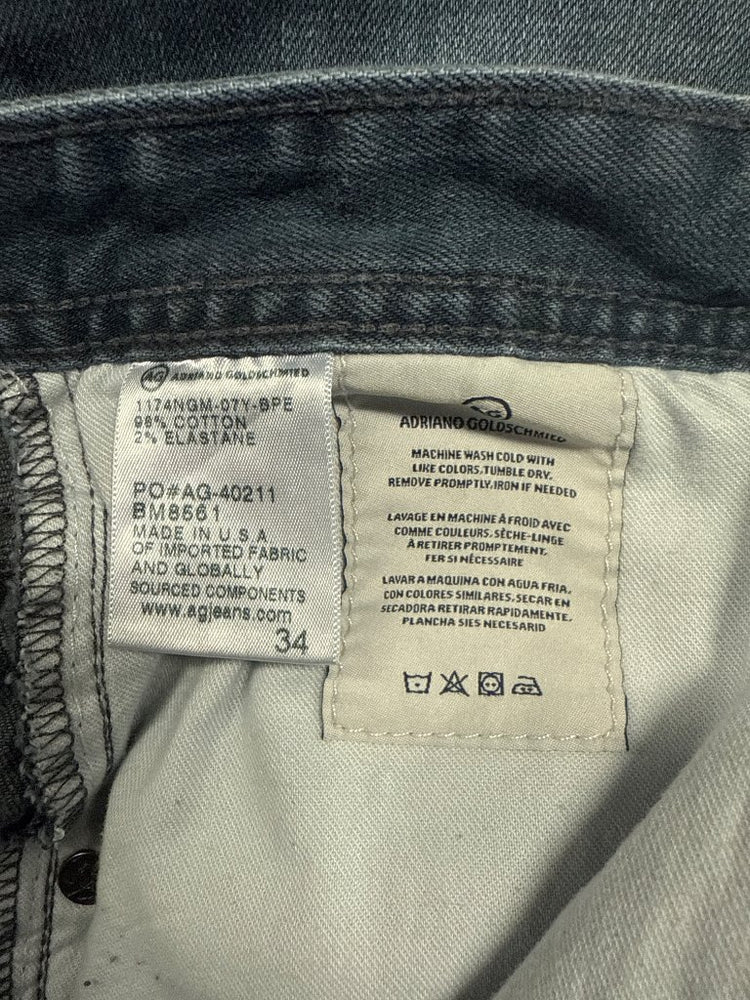 AG ADRIANO GOLDSCHMIED
1174NGM-07Y-BPE
98% COTTON
2% ELASTANE
PO#AG-40211
BM8561
MADE IN U.S.A
OF IMPORTED FABRIC
AND GLOBALLY
SOURCED COMPONENTS
www.agjeans.com
34
AG
ADRIANO GOLDSCHMIED
MACHINE WASH COLD WITH
LIKE COLORS.TUMBLE DRY.
REMOVE PROMPTLY.IRON IF NEEDED
LAVAGE EN MACHINE À FROID AVEC
COMME COULEURS. SÈCHE-LINGE
À RETIRER PROMPTEMENT.
FER SI NÉCESSAIRE
LAVAR A MAQUINA CON AGUA FRIA.
CON COLORES SIMILARES. SECAR EN
SECADORA RETIRAR RAPIDAMENTE.
PLANCHA SIES NECESARID